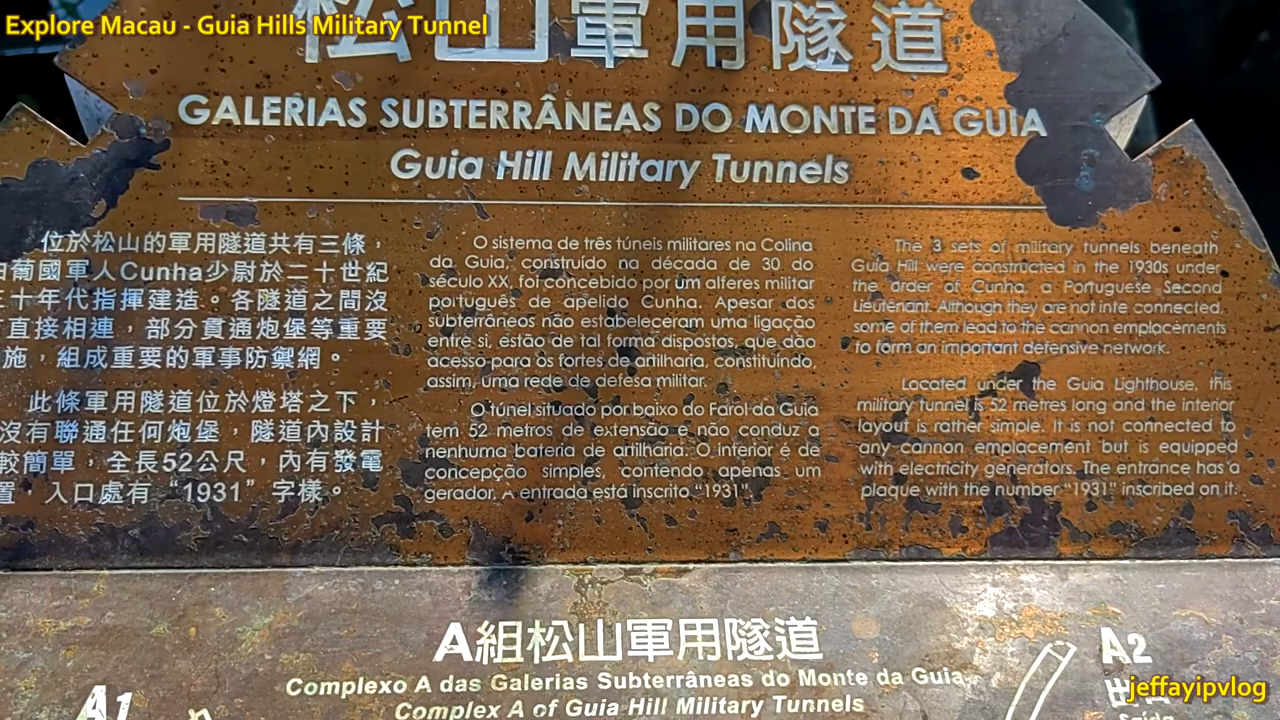 Explore Macau - Guia Hills Military Tunnel
松山軍用隧道
GALERIAS SUBTERRÂNEAS DO MONTE DA GUIA
Guia Hill Military Tunnels
位於松山的軍用隧道共有三條，
由葡國軍人Cunha少尉於二十世紀
三十年代指揮建造。各隧道之間沒
有直接相連，部分貫通炮堡等重要
施，組成重要的軍事防禦網。
此條軍用隧道位於燈塔之下，
沒有聯通任何炮堡，隧道內設計
較簡單，全長52公尺，內有發電
置，入口處有“1931”字樣。
O sistema de três túneis militares na Colina
da Guia, construído na década de 30 do
século XX, foi concebido por um alferes militar
português de apelido Cunha. Apesar dos
subterrâneos não estabeleceram uma ligação
entre si, estão de tal forma dispostos, que dão
acesso para os fortes de artilharia, constituindo,
assim, uma rede de defesa militar.
O túnel situado por baixo do Farol da Guia
tem 52 metros de extensão e não conduz a
nenhuma bateria de artilharia. O interior é de
concepção simples, contendo apenas um
gerador. A entrada está inscrito “1931”.
The 3 sets of military tunnels beneath
Guia Hill were constructed in the 1930s under
the order of Cunha, a Portuguese Second
Lieutenant. Although they are not inte connected,
some of them lead to the cannon emplacements
to form an important defensive network.
Located under the Guia Lighthouse, this
military tunnel is 52 metres long and the interior
layout is rather simple. It is not connected to
any cannon emplacement but is equipped
with electricity generators. The entrance has a
plaque with the number “1931” inscribed on it.
A組松山軍用隧道
Complexo A das Galerias Subterrâneas do Monte da Guia
Complex A of Guia Hill Military Tunnels
A1
A2
jeffayipvlog